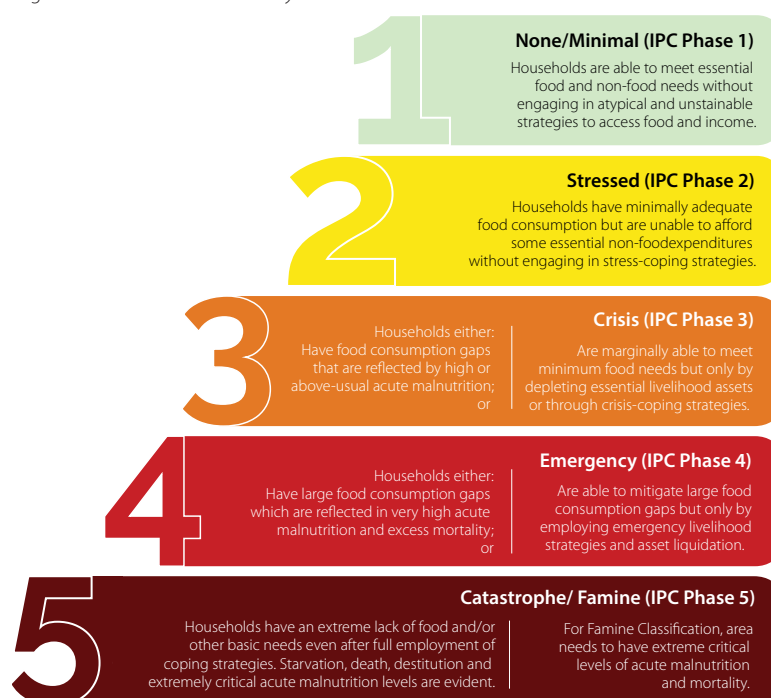 1
None/Minimal (IPC Phase 1)
Households are able to meet essential
food and non-food needs without
engaging in atypical and unstainable
strategies to access food and income.
2
Stressed (IPC Phase 2)
Households have minimally adequate
food consumption but are unable to afford
some essential non-foodexpenditures
without engaging in stress-coping strategies.
3
Crisis (IPC Phase 3)
Households either:
Have food consumption gaps
that are reflected by high or
above-usual acute malnutrition;
or
Are marginally able to meet
minimum food needs but only by
depleting essential livelihood assets
or through crisis-coping strategies.
4
Emergency (IPC Phase 4)
Households either:
Have large food consumption gaps
which are reflected in very high acute
malnutrition and excess mortality;
or
Are able to mitigate large food
consumption gaps but only by
employing emergency livelihood
strategies and asset liquidation.
5
Catastrophe/ Famine (IPC Phase 5)
Households have an extreme lack of food and/or
other basic needs even after full employment of
coping strategies. Starvation, death, destitution and
extremely critical acute malnutrition levels are evident.
For Famine Classification, area
needs to have extreme critical
levels of acute malnutrition
and mortality.